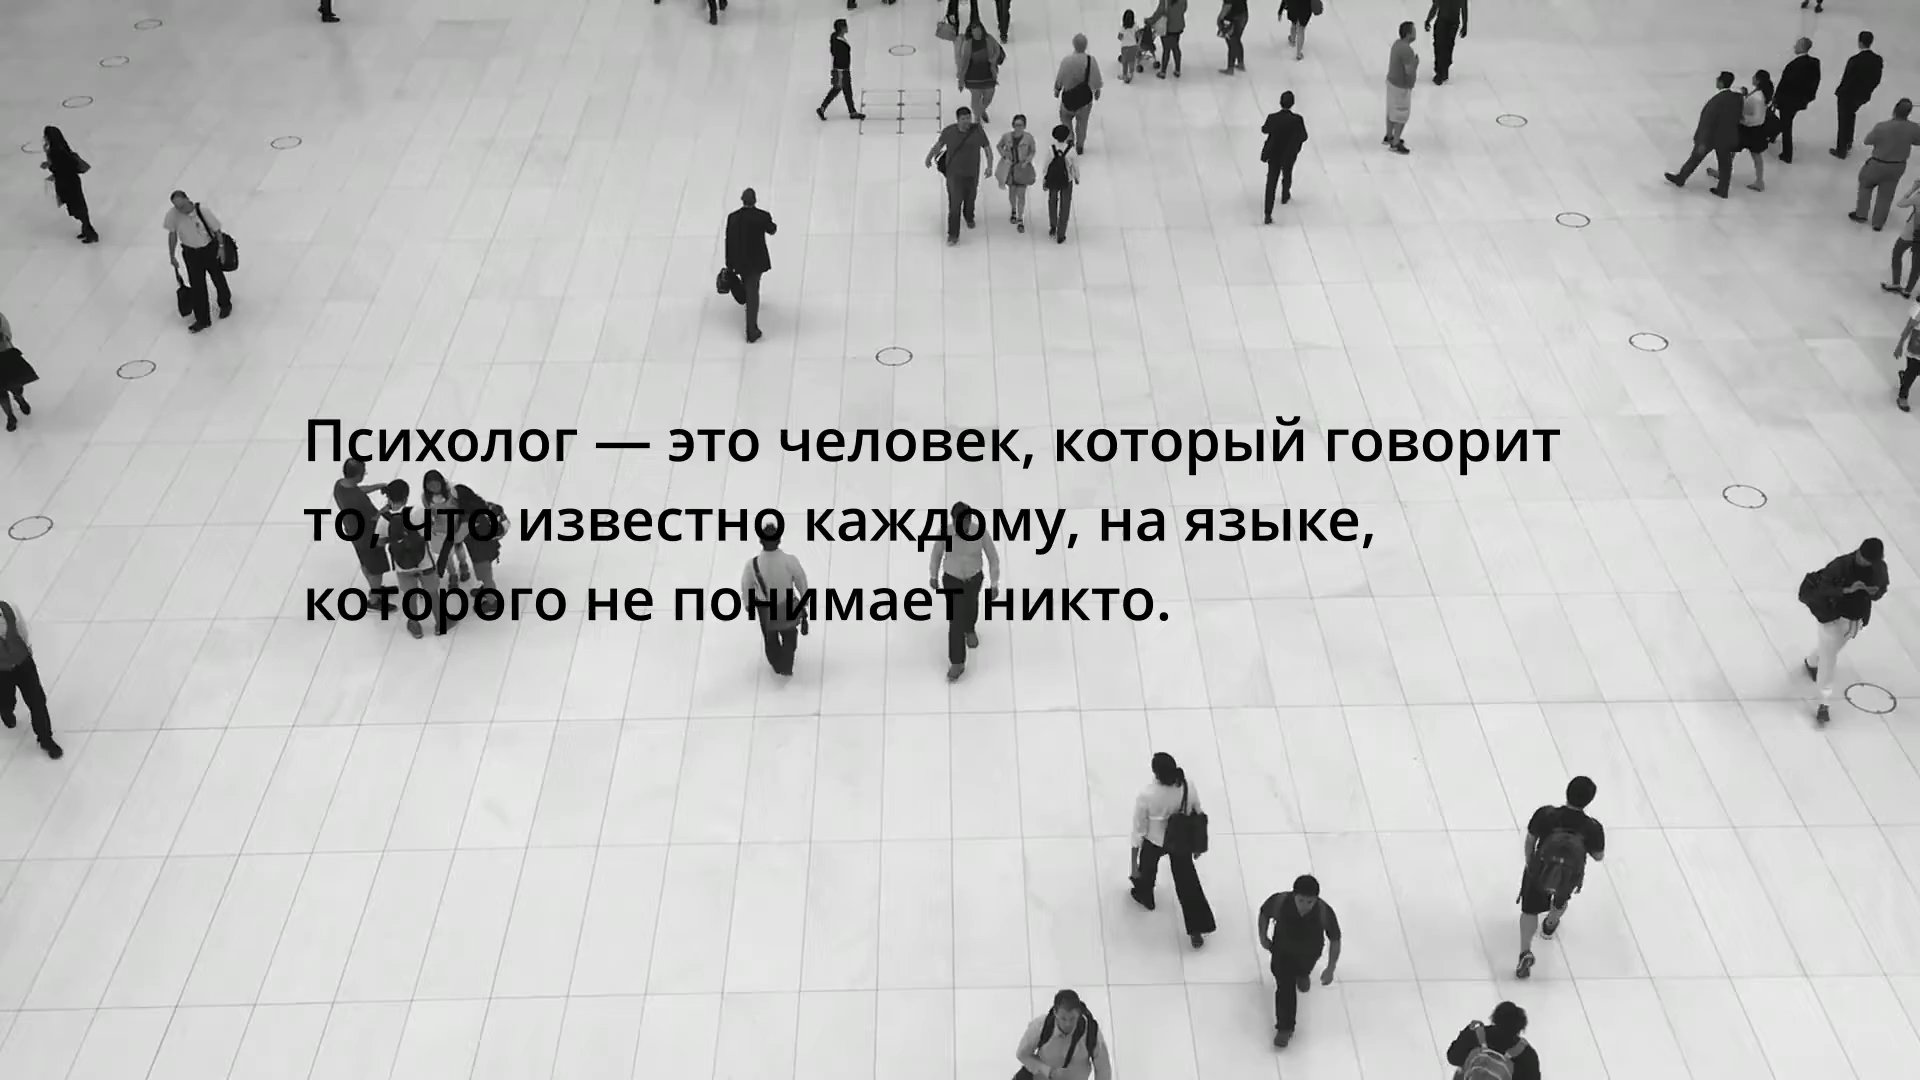 Психолог — это человек, который говорит
то, что известно каждому, на языке,
которого не понимает никто.